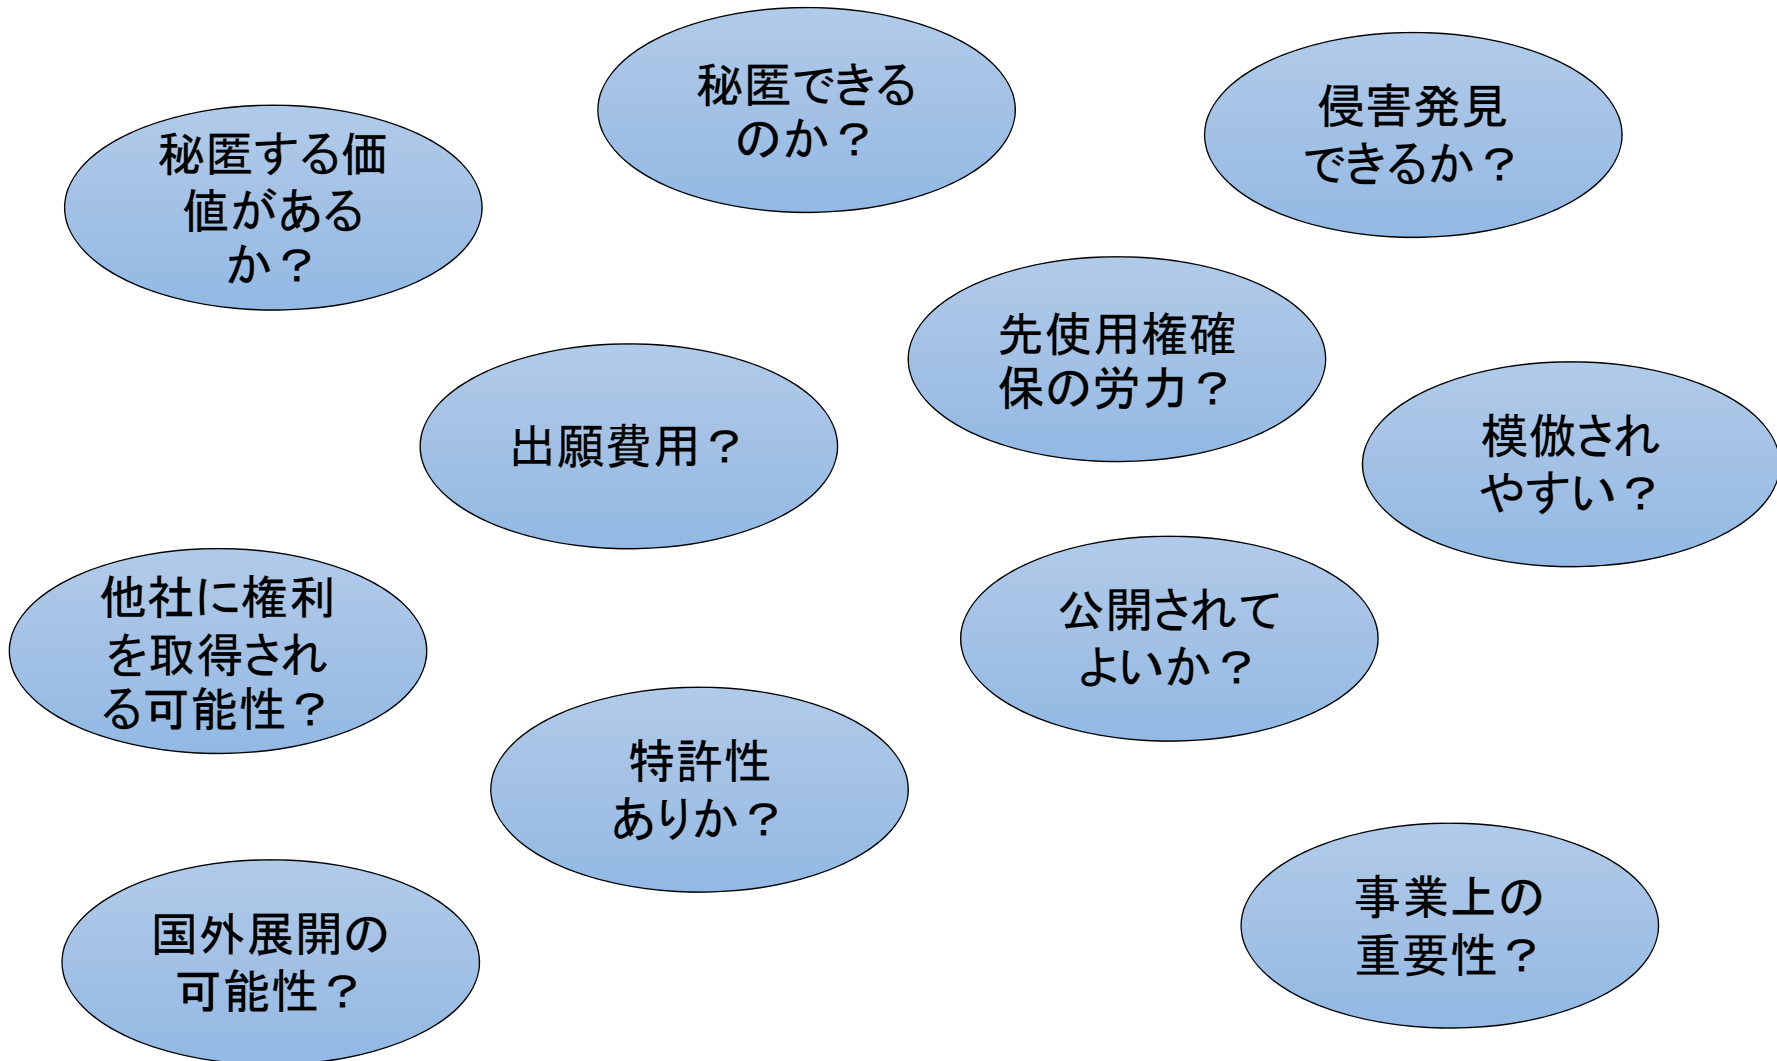 秘匿できる
のか？
侵害発見
できるか？
秘匿する価
値がある
か？
先使用権確
保の労力？
出願費用？
模倣され
やすい？
他社に権利
を取得され
る可能性？
公開されて
よいか？
特許性
ありか？
国外展開の
可能性？
事業上の
重要性？